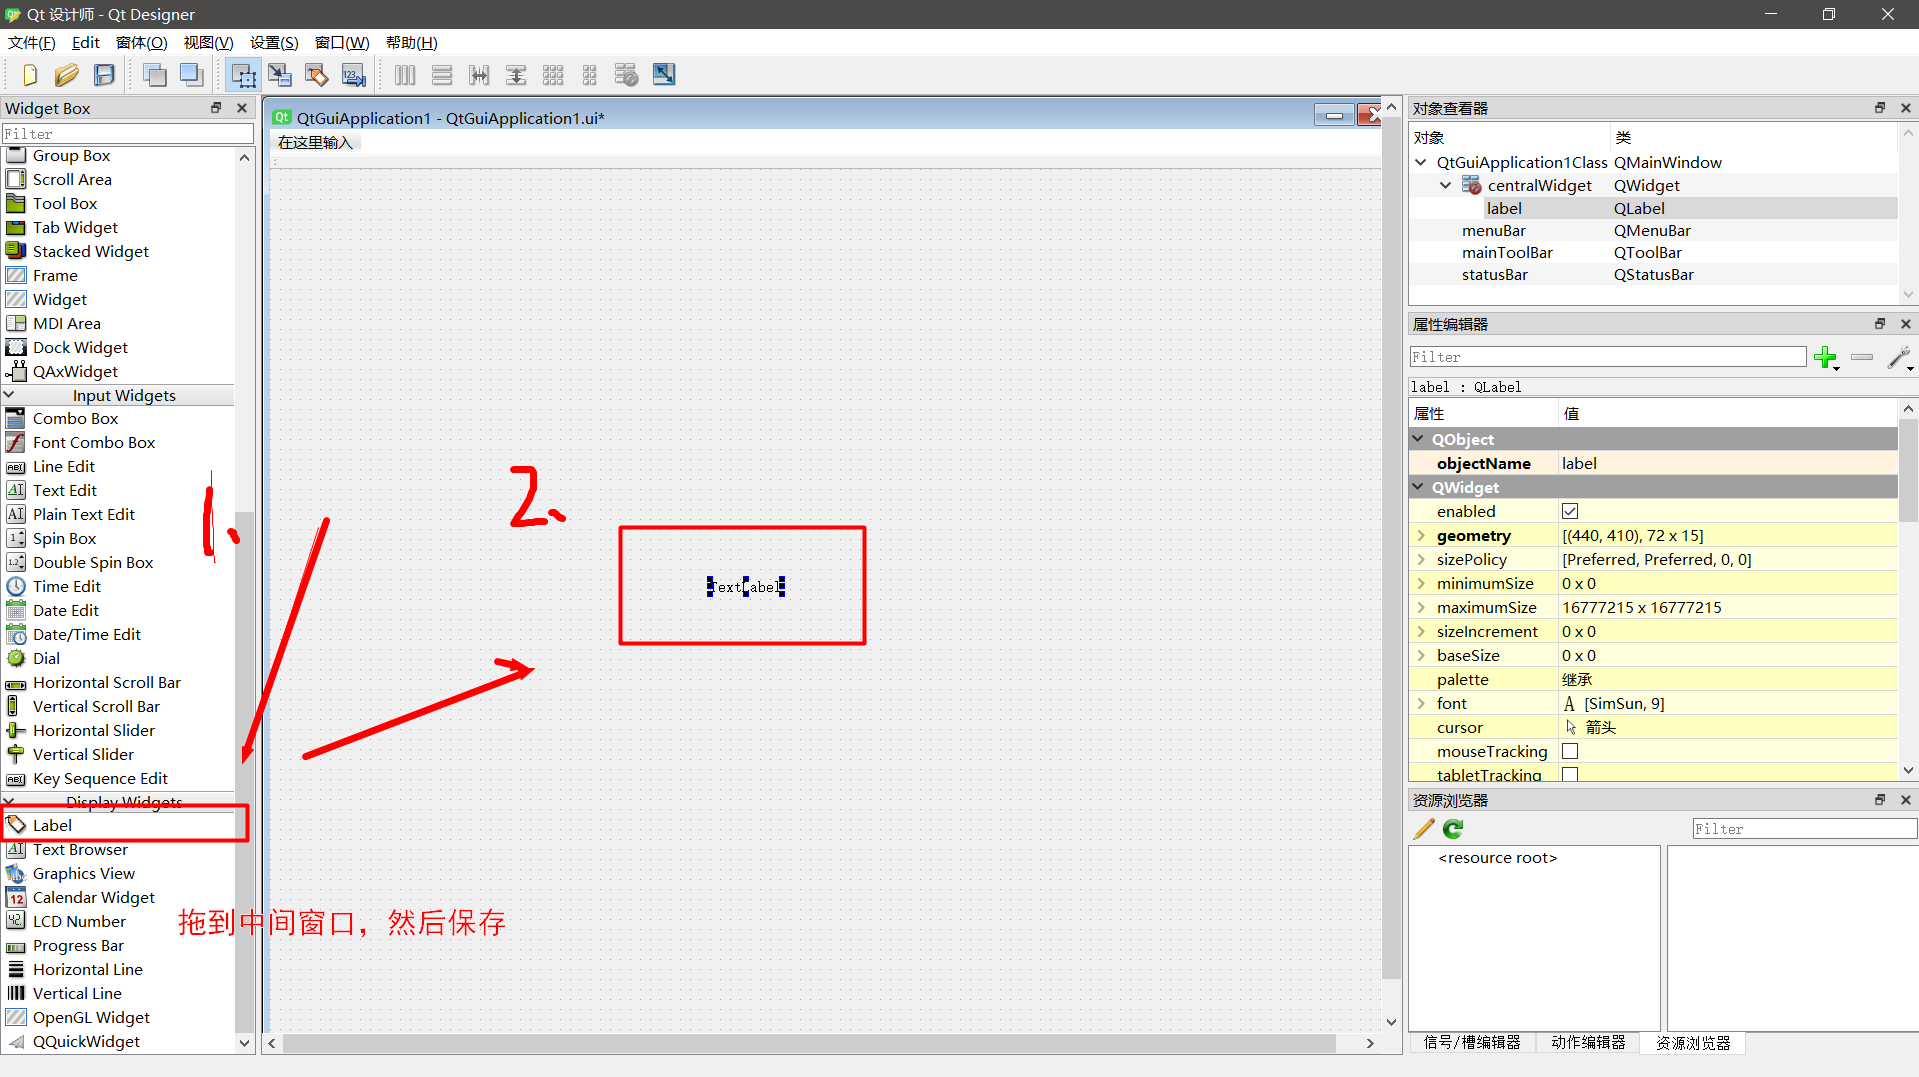 Qt 设计师 - Qt Designer
文件(F) Edit 窗体(O) 视图(V) 设置(S) 窗口(W) 帮助(H)
123
Widget Box
Filter
Group Box
Scroll Area
Tool Box
Tab Widget
Stacked Widget
Frame
Widget
MDI Area
Dock Widget
QAxWidget
Input Widgets
Combo Box
Font Combo Box
Line Edit
Text Edit
Plain Text Edit
Spin Box
Double Spin Box
Time Edit
Date Edit
Date/Time Edit
Dial
Horizontal Scroll Bar
Vertical Scroll Bar
Horizontal Slider
Vertical Slider
Key Sequence Edit
Display Widgets
Label
Text Browser
Graphics View
Calendar Widget
LCD Number
Progress Bar
Horizontal Line
Vertical Line
OpenGL Widget
QQuickWidget
QtGuiApplication1 - QtGuiApplication1.ui*
在这里输入
1、
2、
TextLabel
拖到中间窗口，然后保存
对象查看器
对象 类
QtGuiApplication1Class QMainWindow
centralWidget QWidget
label QLabel
menuBar QMenuBar
mainToolBar QToolBar
statusBar QStatusBar
属性编辑器
Filter
label : QLabel
属性 值
QObject
objectName label
QWidget
enabled
geometry [(440, 410), 72 x 15]
sizePolicy [Preferred, Preferred, 0, 0]
minimumSize 0 x 0
maximumSize 16777215 x 16777215
sizeIncrement 0 x 0
baseSize 0 x 0
palette 继承
font A [SimSun, 9]
cursor 箭头
mouseTracking
tabletTracking
资源浏览器
Filter
<resource root>
信号/槽编辑器 动作编辑器 资源浏览器